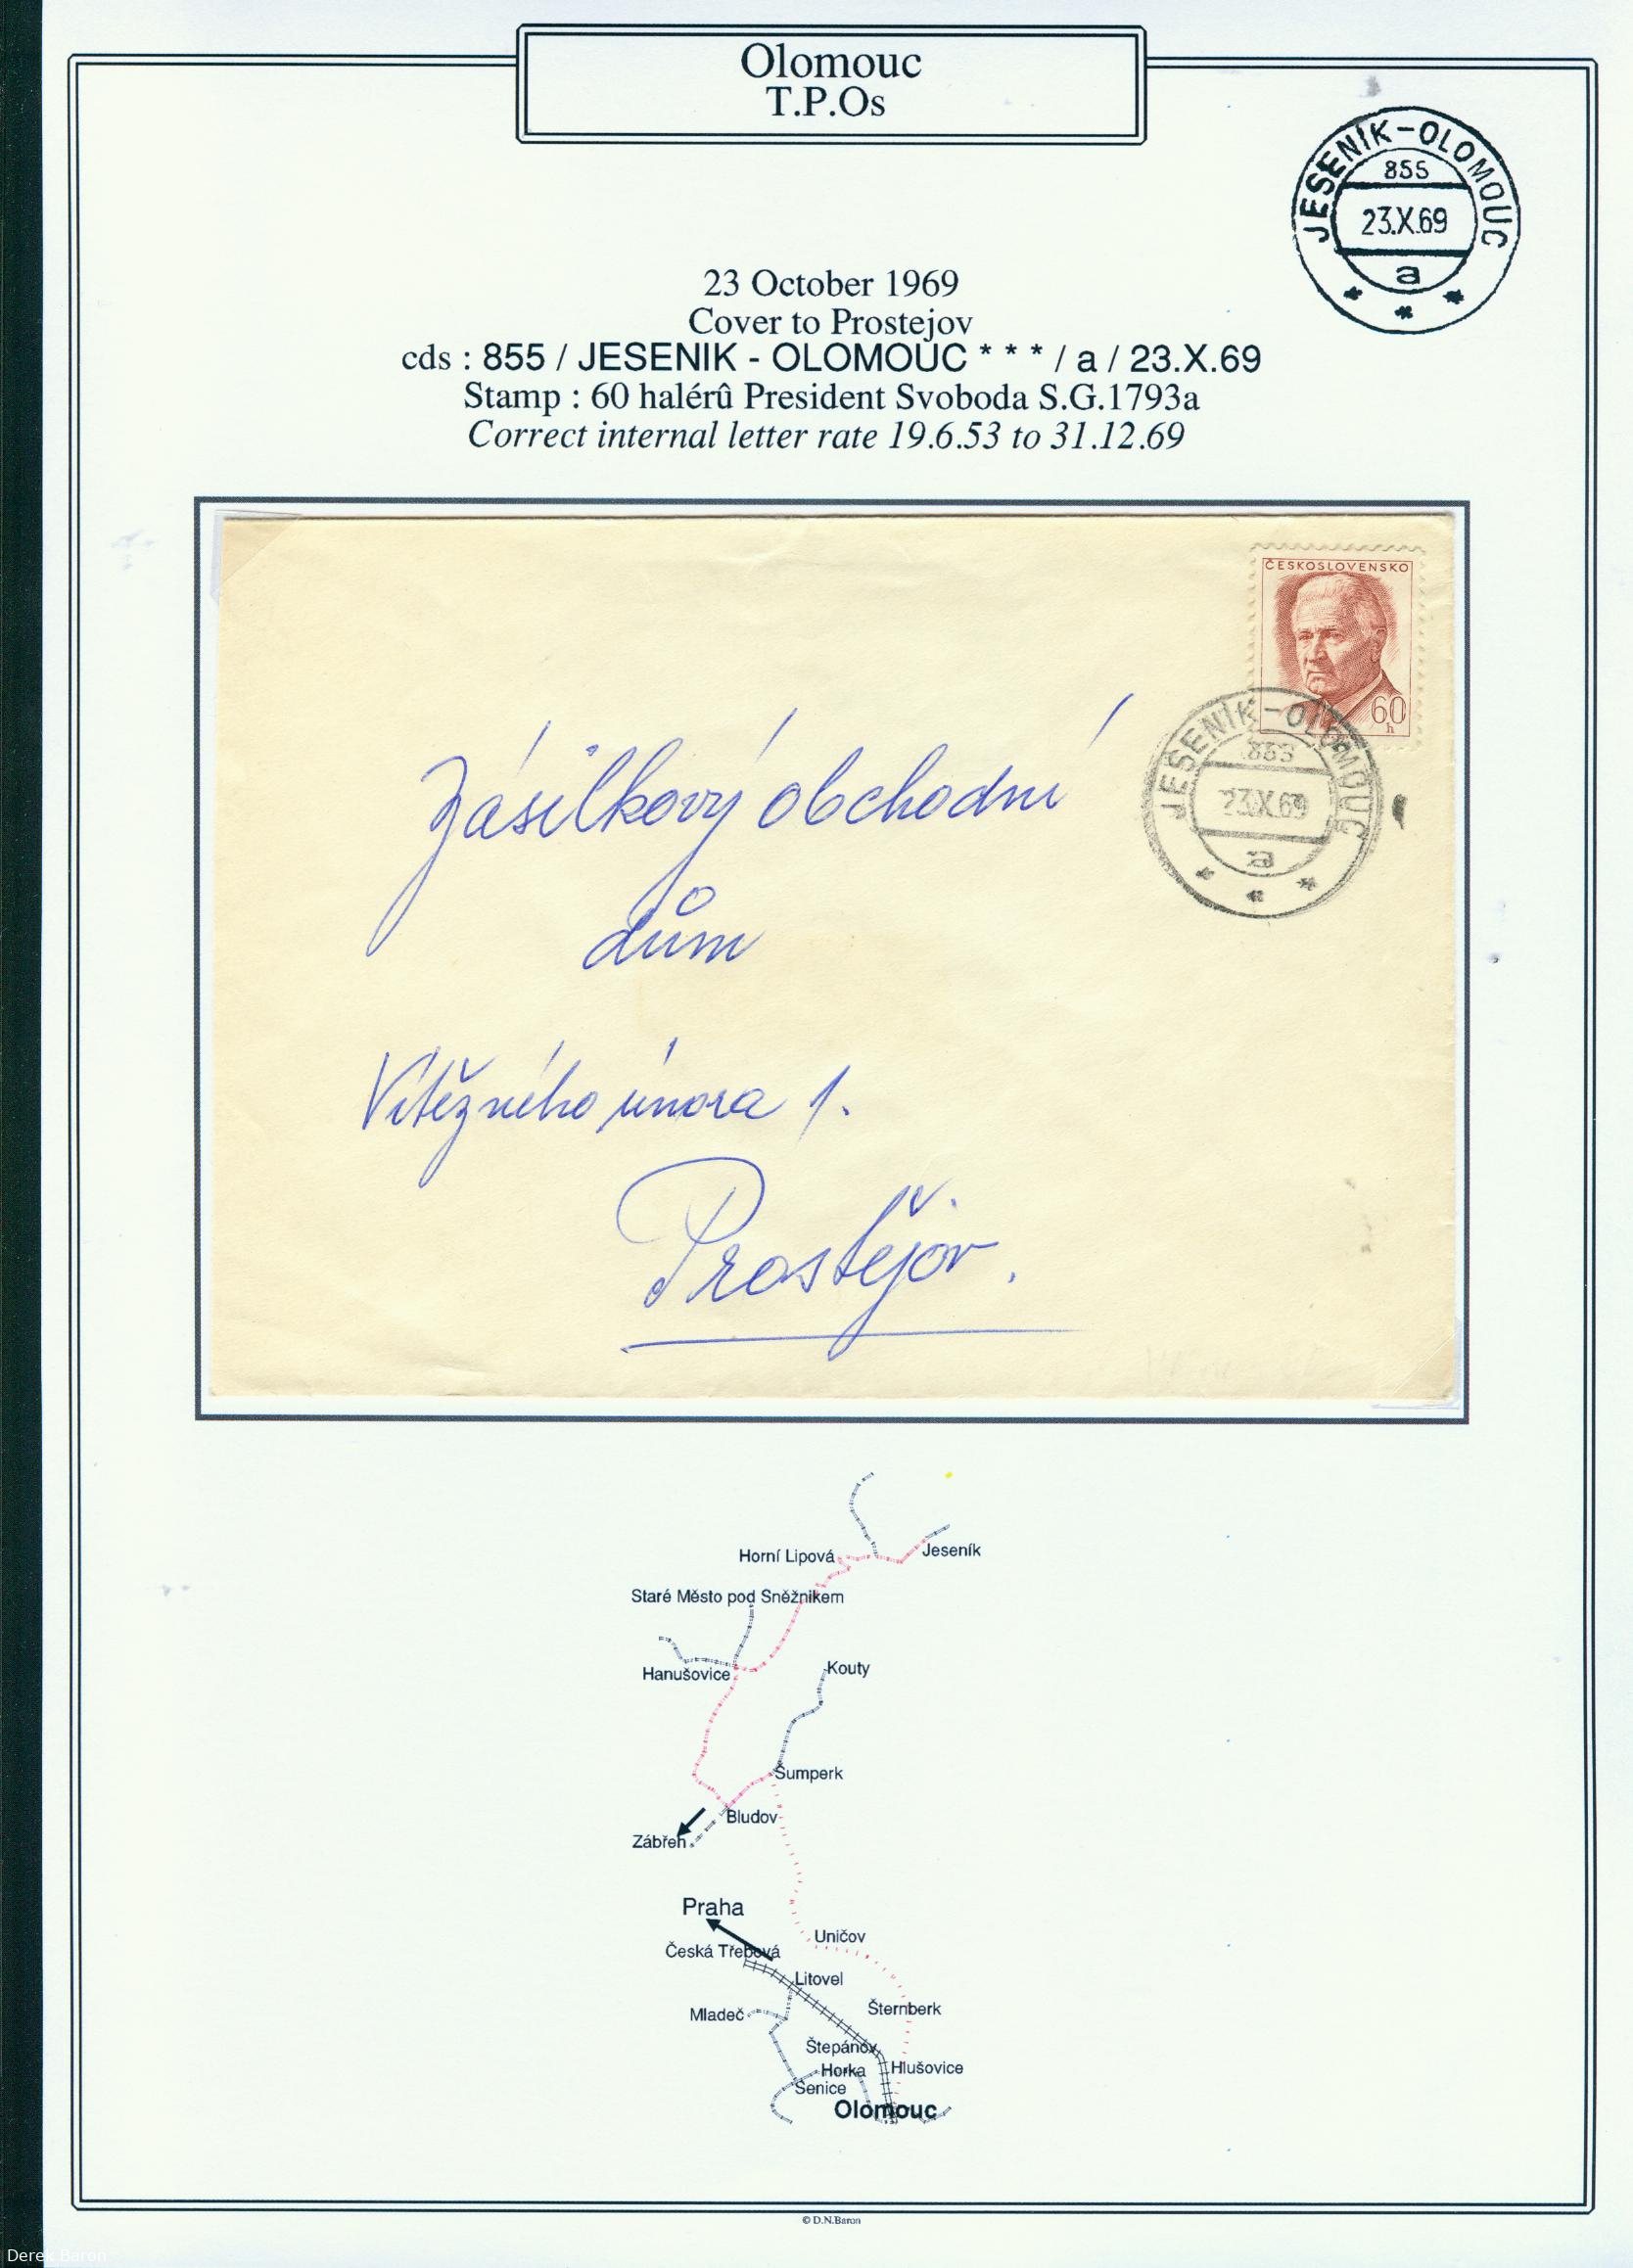 Olomouc
T.P.Os
JESENÍK-OLOMOUC
855
23.X.69
a
* * *
23 October 1969
Cover to Prostejov
cds : 855 / JESENIK - OLOMOUC * * * / a / 23.X.69
Stamp : 60 halérû President Svoboda S.G.1793a
Correct internal letter rate 19.6.53 to 31.12.69
ČESKOSLOVENSKO
60
h
JESENÍK-OLOMOUC
855
23.X.69
a
* * *
Zásilkový obchodní
dům
Vítězného února 1.
Prostějov.
Jeseník
Horní Lipová
Staré Město pod Sněžnikem
Kouty
Hanušovice
Šumperk
Bludov
Zábřeh
Praha
Uničov
Česká Třebová
Litovel
Šternberk
Mladeč
Štepánov
Hlušovice
Horka
Senice
Olomouc
© D.N.Baron
Derek Baron